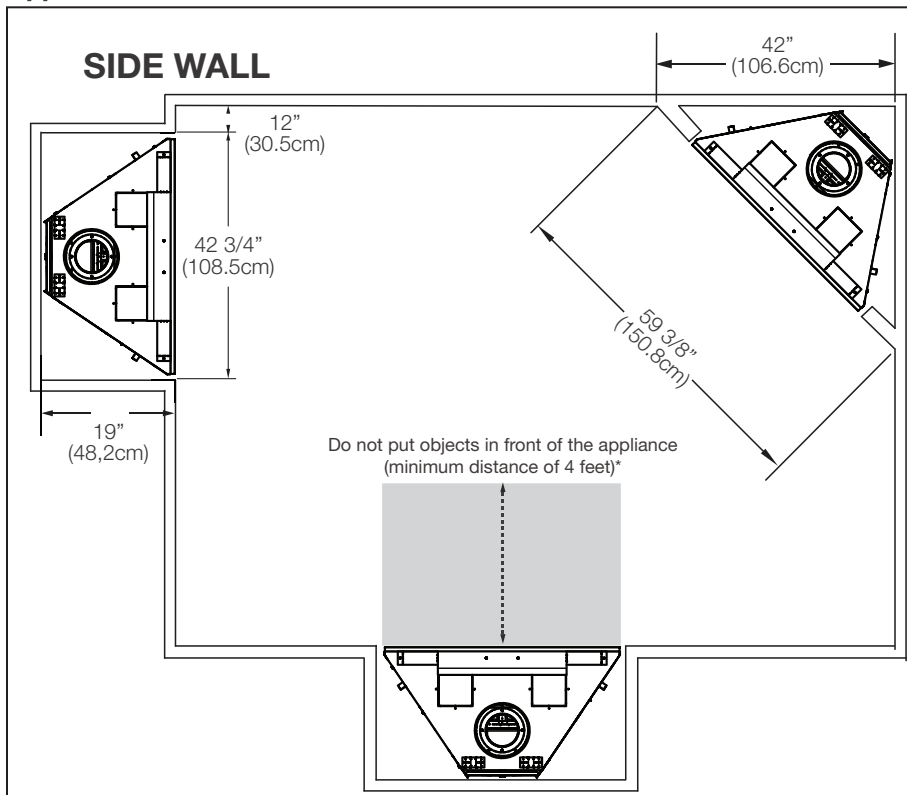 SIDE WALL
42”
(106.6cm)
12”
(30.5cm)
42 3/4”
(108.5cm)
59 3/8”
(150.8cm)
19”
(48,2cm)
Do not put objects in front of the appliance
(minimum distance of 4 feet)*